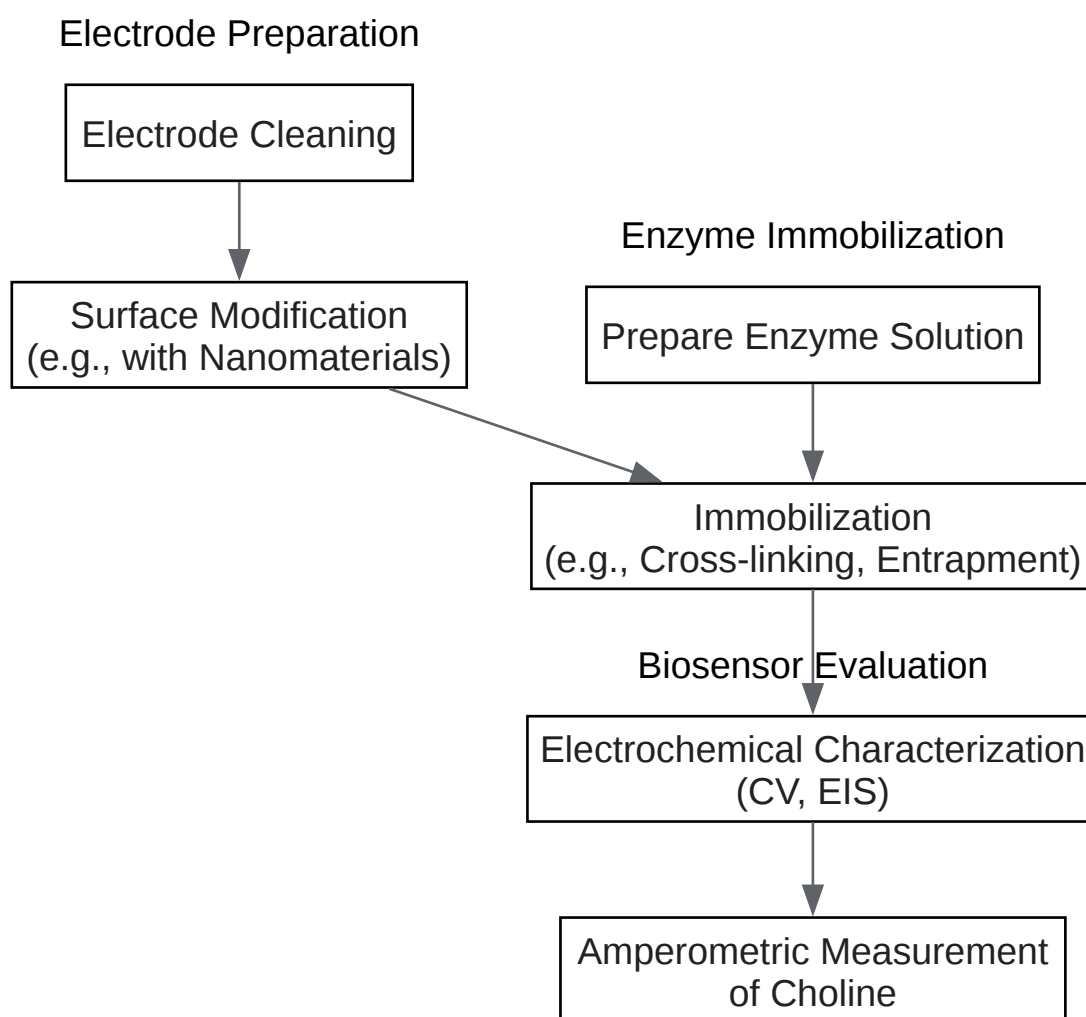 Electrode Preparation
Electrode Cleaning
Surface Modification
(e.g., with Nanomaterials)
Enzyme Immobilization
Prepare Enzyme Solution
Immobilization
(e.g., Cross-linking, Entrapment)
Biosensor Evaluation
Electrochemical Characterization
(CV, EIS)
Amperometric Measurement
of Choline